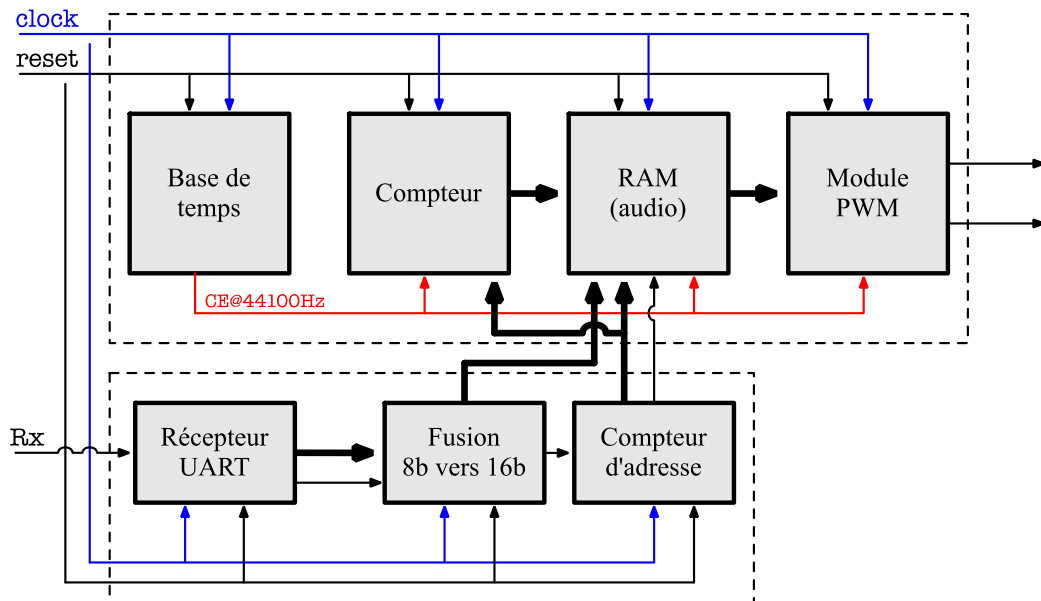 clock
reset
Base de
temps
Compteur
RAM
(audio)
Module
PWM
CE@44100Hz
Rx
Récepteur
UART
Fusion
8b vers 16b
Compteur
d'adresse